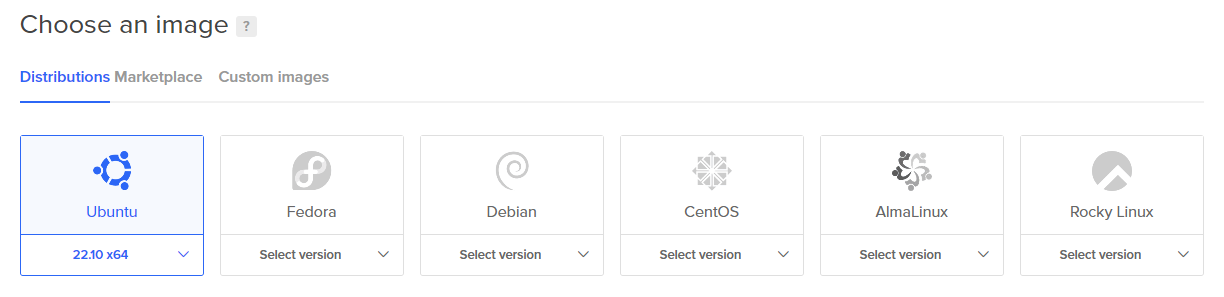 Choose an image ?
Distributions Marketplace Custom images
Ubuntu Fedora Debian CentOS AlmaLinux Rocky Linux
22.10 x64 Select version Select version Select version Select version Select version